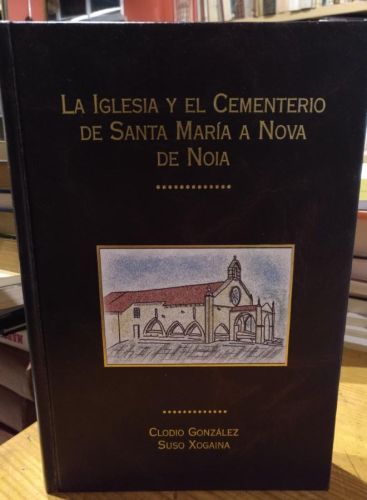 La Iglesia y el Cementerio
de Santa María a Nova
de Noia
Clodio González
Suso Xogaina